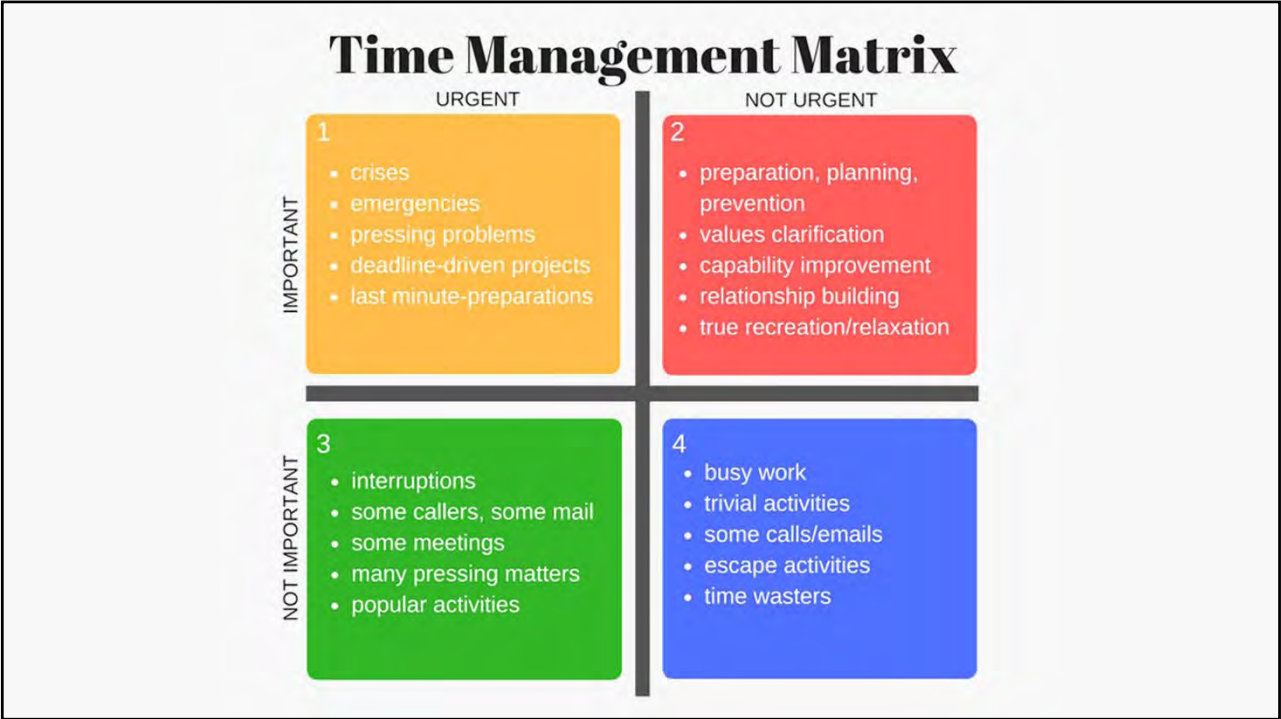 Time Management Matrix
URGENT
NOT URGENT
IMPORTANT
1
• crises
• emergencies
• pressing problems
• deadline-driven projects
• last minute-preparations
2
• preparation, planning,
prevention
• values clarification
• capability improvement
• relationship building
• true recreation/relaxation
NOT IMPORTANT
3
• interruptions
• some callers, some mail
• some meetings
• many pressing matters
• popular activities
4
• busy work
• trivial activities
• some calls/emails
• escape activities
• time wasters